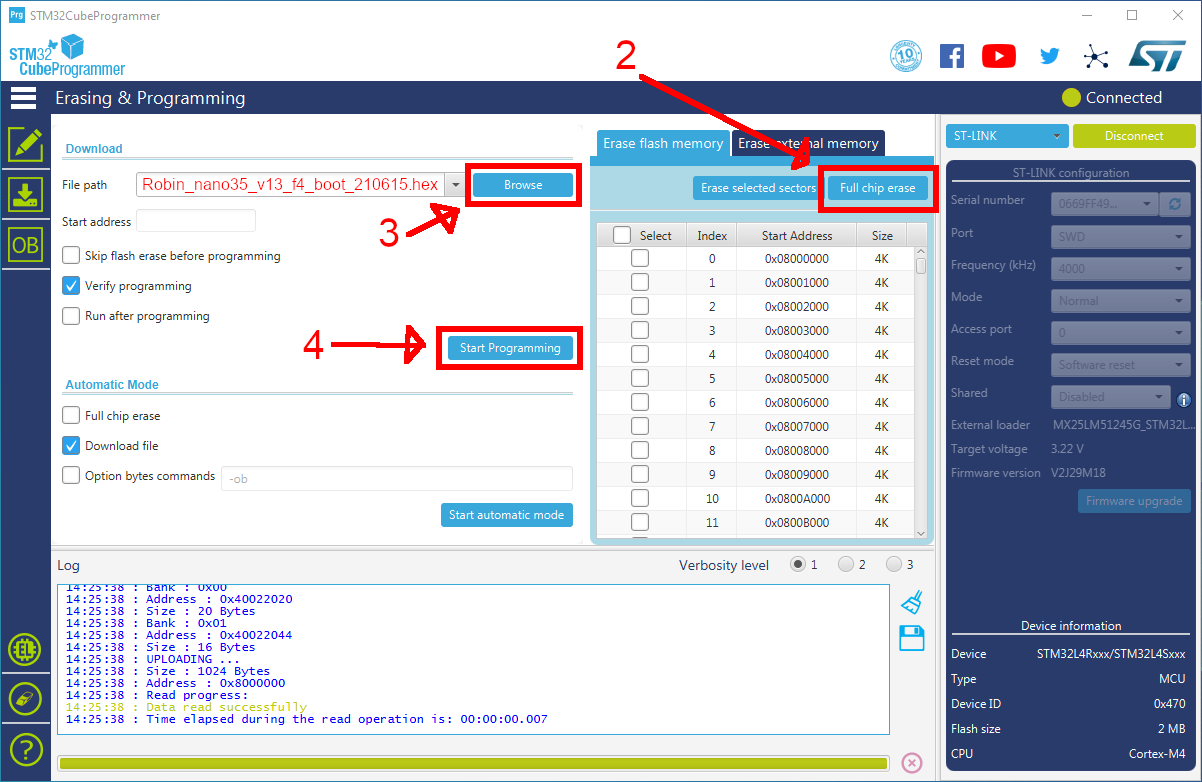 Prg STM32CubeProgrammer
STM32
CubeProgrammer
10
ST
2
Erasing & Programming
Connected
Download
File path
Robin_nano35_v13_f4_boot_210615.hex
Browse
Start address
3
Skip flash erase before programming
Verify programming
Run after programming
4
Start Programming
Automatic Mode
Full chip erase
Download file
Option bytes commands
-ob
Start automatic mode
OB
Erase flash memory
Erase external memory
Erase selected sectors
Full chip erase
Select Index Start Address Size
0 0x08000000 4K
1 0x08001000 4K
2 0x08002000 4K
3 0x08003000 4K
4 0x08004000 4K
5 0x08005000 4K
6 0x08006000 4K
7 0x08007000 4K
8 0x08008000 4K
9 0x08009000 4K
10 0x0800A000 4K
11 0x0800B000 4K
ST-LINK
Disconnect
ST-LINK configuration
Serial number 0669FF49...
Port SWD
Frequency (kHz) 4000
Mode Normal
Access port 0
Reset mode Software reset
Shared Disabled
External loader MX25LM51245G_STM32L...
Target voltage 3.22 V
Firmware version V2J29M18
Firmware upgrade
Log
Verbosity level 1 2 3
14:25:38 : Bank : 0x00
14:25:38 : Address : 0x40022020
14:25:38 : Size : 20 Bytes
14:25:38 : Bank : 0x01
14:25:38 : Address : 0x40022044
14:25:38 : Size : 16 Bytes
14:25:38 : UPLOADING ...
14:25:38 : Size : 1024 Bytes
14:25:38 : Address : 0x8000000
14:25:38 : Read progress:
14:25:38 : Data read successfully
14:25:38 : Time elapsed during the read operation is: 00:00:00.007
Device information
Device STM32L4Rxxx/STM32L4Sxxx
Type MCU
Device ID 0x470
Flash size 2 MB
CPU Cortex-M4